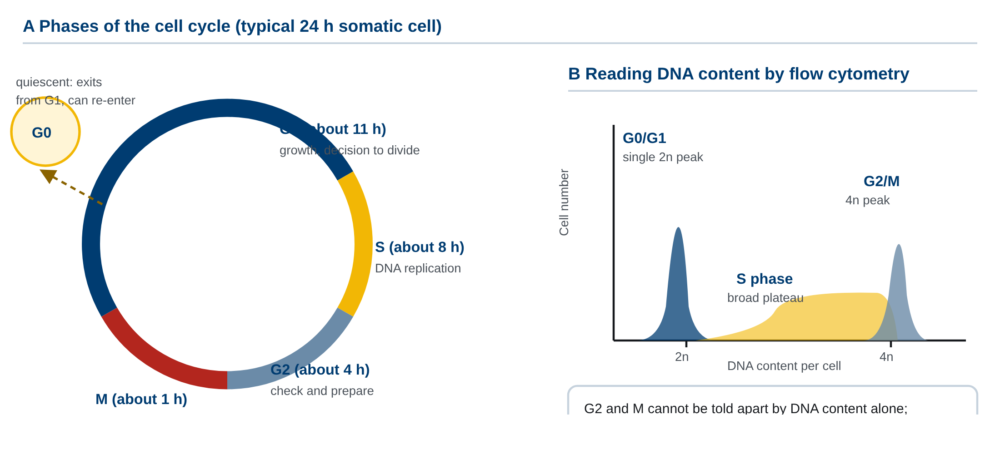 A Phases of the cell cycle (typical 24 h somatic cell)
quiescent: exits
from G1, can re-enter
G0
(about 11 h)
growth, decision to divide
S (about 8 h)
DNA replication
G2 (about 4 h)
check and prepare
M (about 1 h)
B Reading DNA content by flow cytometry
G0/G1
single 2n peak
G2/M
4n peak
Cell number
S phase
broad plateau
2n
4n
DNA content per cell
G2 and M cannot be told apart by DNA content alone;